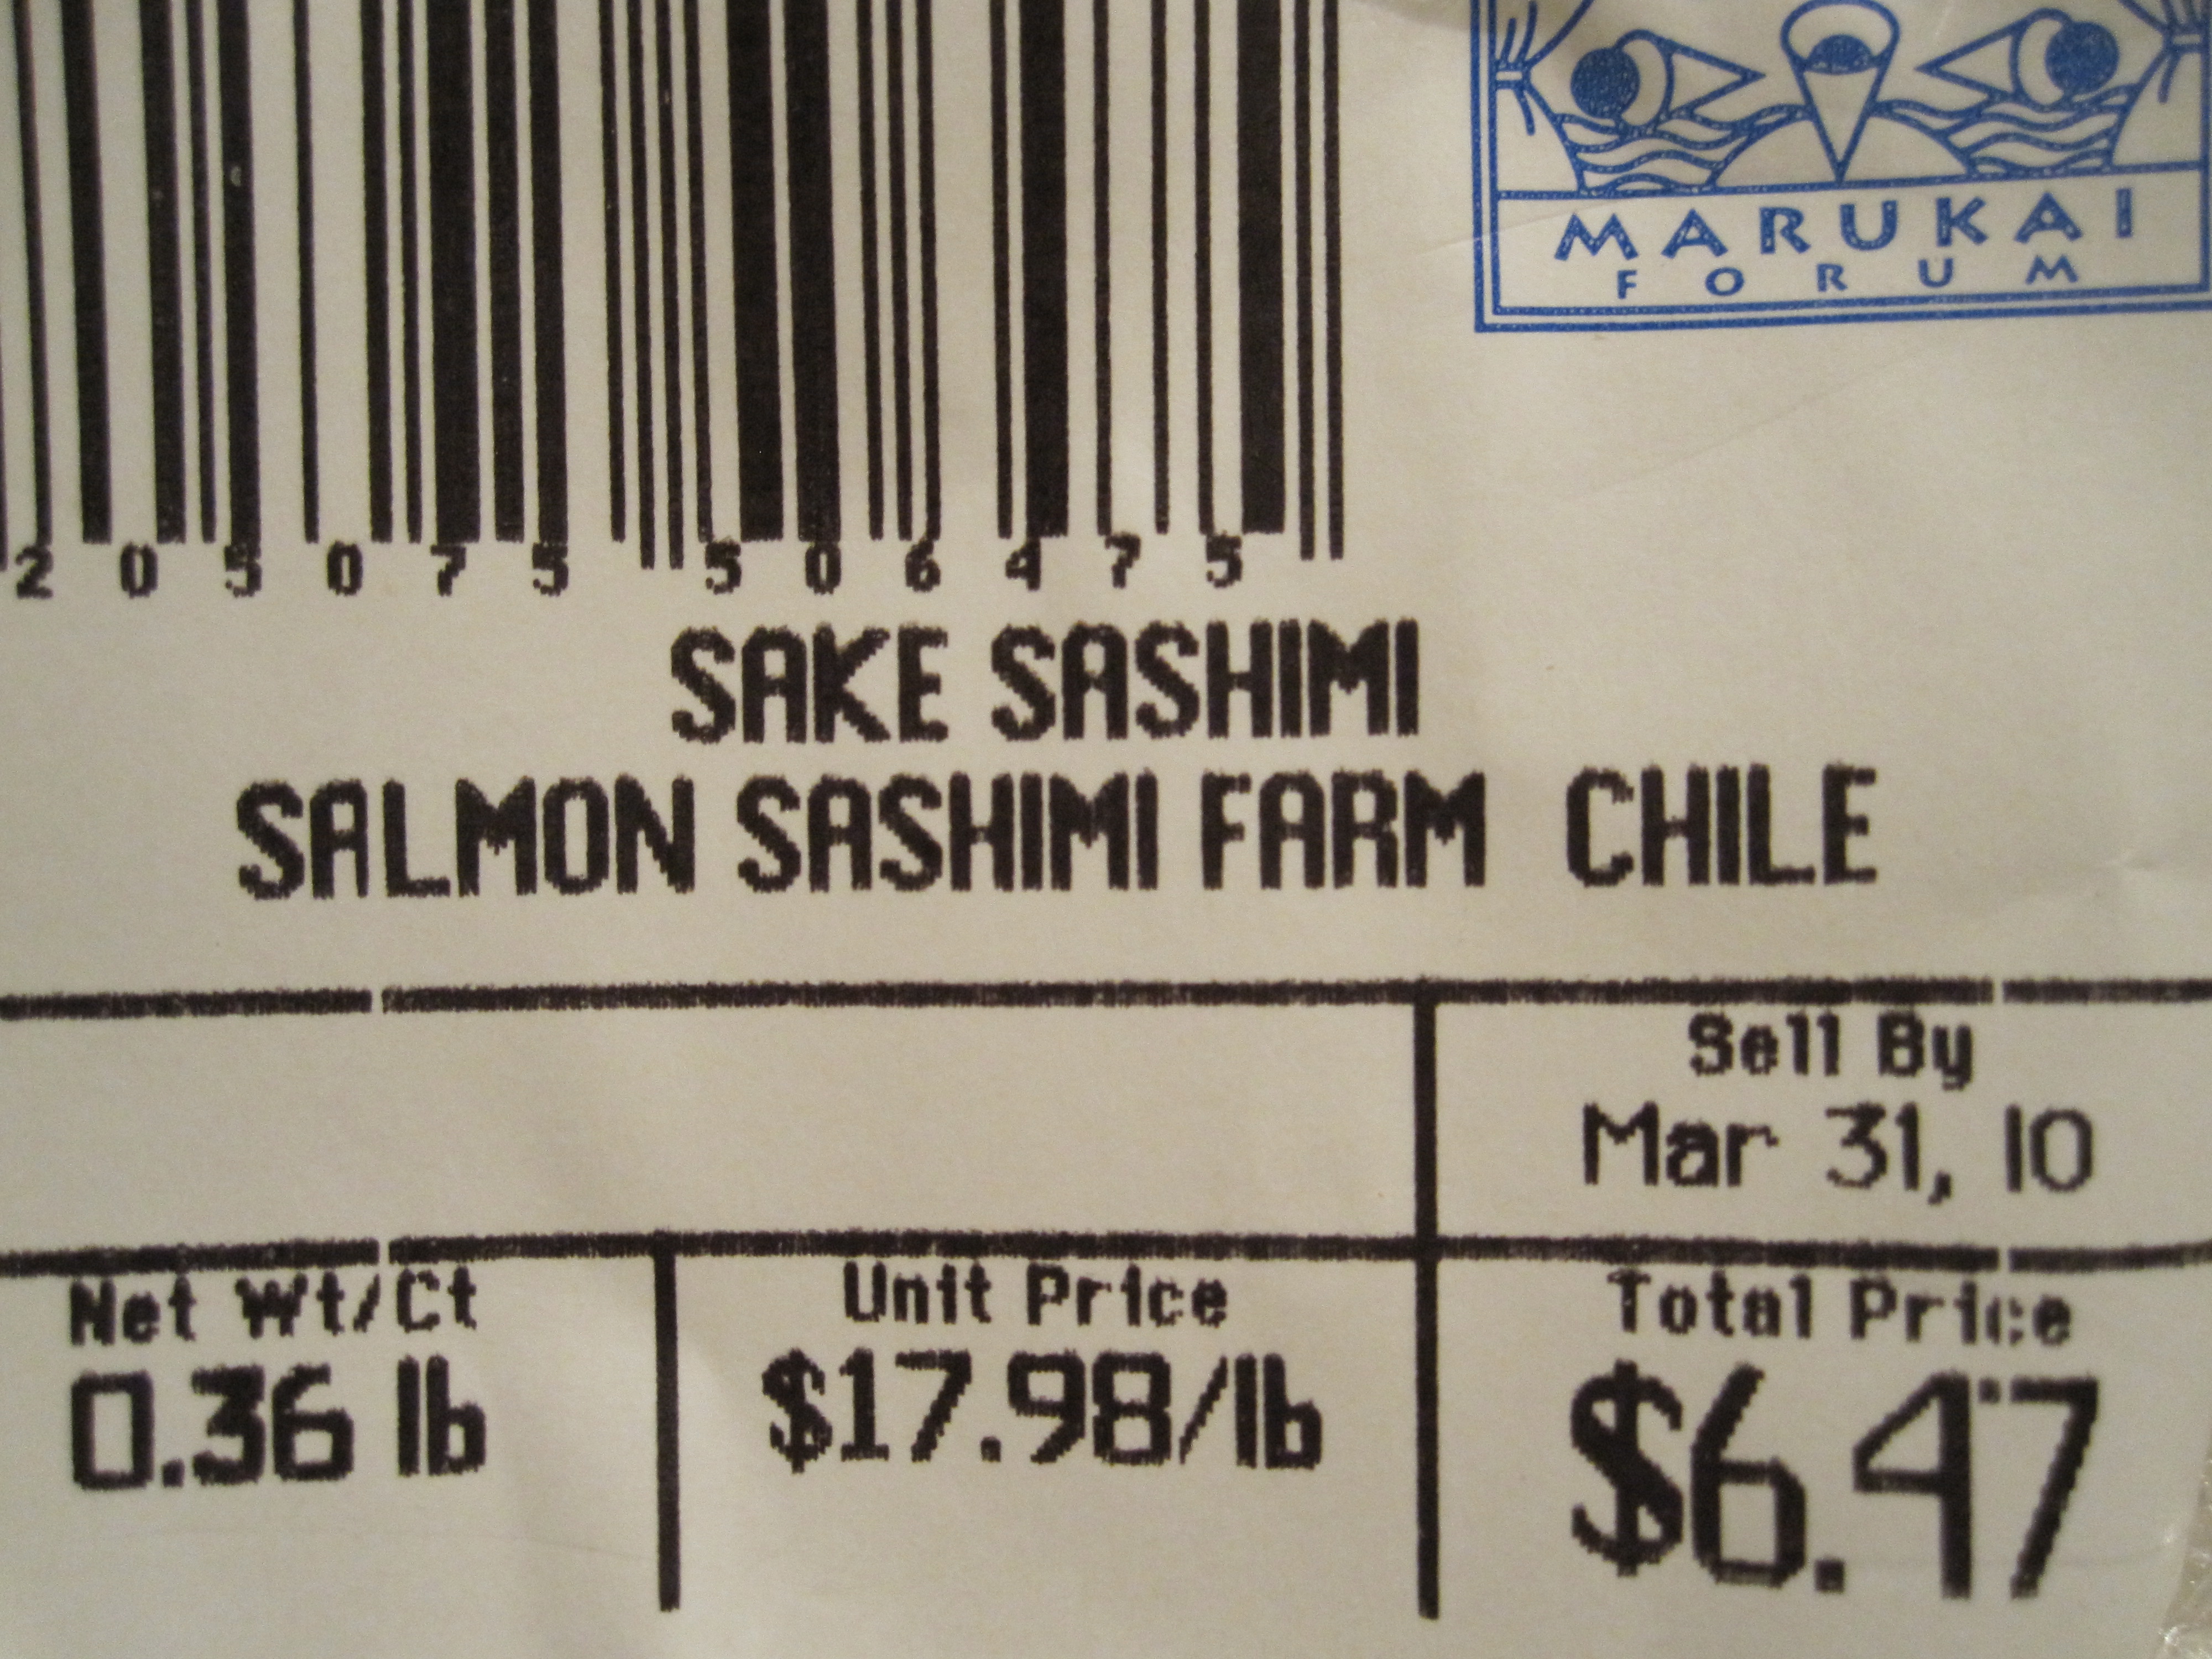 MARUKAI
FORUM
2 0 5 0 7 5 5 0 6 4 7 5
SAKE SASHIMI
SALMON SASHIMI FARM CHILE
Sell By
Mar 31, 10
Net Wt/Ct
0.36 lb
Unit Price
$17.98/lb
Total Price
$6.47